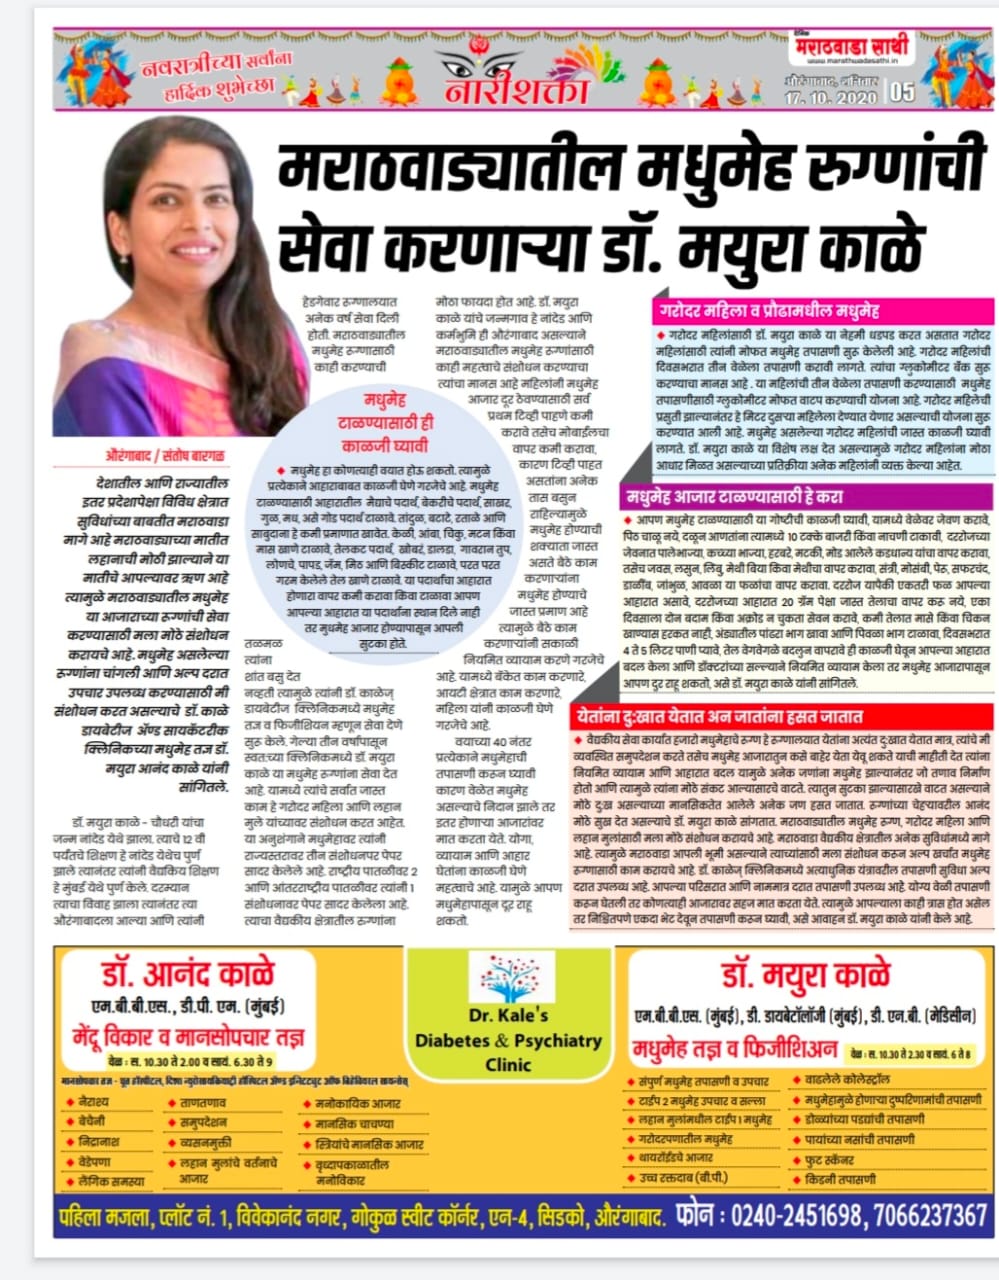 नवरात्रीच्या सर्वांना
हार्दिक शुभेच्छा
नारीशक्ती
दैनिक
मराठवाडा साथी
www.marathwadasathi.in
औरंगाबाद, शनिवार
17. 10. 2020
05
मराठवाड्यातील मधुमेह रुग्णांची
सेवा करणाऱ्या डॉ. मयुरा काळे
औरंगाबाद / संतोष बारगळ
देशातील आणि राज्यातील
इतर प्रदेशापेक्षा विविध क्षेत्रात
सुविधांच्या बाबतीत मराठवाडा
मागे आहे मराठवाड्याच्या मातीत
लहानाची मोठी झाल्याने या
मातीचे आपल्यावर ऋण आहे
त्यामुळे मराठवाड्यातील मधुमेह
या आजाराच्या रूग्णांची सेवा
करण्यासाठी मला मोठे संशोधन
करायचे आहे. मधुमेह असलेल्या
रूग्णांना चांगली आणि अल्प दरात
उपचार उपलब्ध करण्यासाठी मी
संशोधन करत असल्याचे डॉ. काळे
डायबेटीज अ‍ॅण्ड सायकॅटरीक
क्लिनिकच्या मधुमेह तज्ञ डॉ.
मयुरा आनंद काळे यांनी
सांगितले.
डॉ. मयुरा काळे - चौधरी यांचा
जन्म नांदेड येथे झाला. त्याचे 12 वी
पर्यंतचे शिक्षण हे नांदेड येथेच पुर्ण
झाले त्यानंतर त्यांनी वैद्यकिय शिक्षण
हे मुंबई येथे पुर्ण केले. दरम्यान
त्याचा विवाह झाला त्यानंतर त्या
औरंगाबादला आल्या आणि त्यांनी
हेडगेवार रूग्णालयात
अनेक वर्ष सेवा दिली
होती. मराठवाड्यातील
मधुमेह रूग्णासाठी
काही करण्याची
तळमळ
त्यांना
शांत बसु देत
नव्हती त्यामुळे त्यांनी डॉ. काळेज्
डायबेटीज क्लिनिकमध्ये मधुमेह
तज्ञ व फिजीशियन म्हणून सेवा देणे
सुरू केले. गेल्या तीन वर्षांपासून
स्वतःच्या क्लिनिकमध्ये डॉ. मयुरा
काळे या मधुमेह रूग्णांना सेवा देत
आहे. यामध्ये त्यांचे सर्वांत जास्त
काम हे गरोदर महिला आणि लहान
मुले यांच्यावर संशोधन करत आहेत.
या अनुशंगाने मधुमेहावर त्यांनी
राज्यस्तरावर तीन संशोधनपर पेपर
सादर केलेले आहे. राष्ट्रीय पातळीवर 2
आणि आंतरराष्ट्रीय पातळीवर त्यांनी 1
संशोधनावर पेपर सादर केलेला आहे.
त्याचा वैद्यकीय क्षेत्रातील रुग्णांना
मधुमेह
टाळण्यासाठी ही
काळजी घ्यावी
मधुमेह हा कोणत्याही वयात होऊ शकतो. त्यामुळे
प्रत्येकाने आहाराबाबत काळजी घेणे गरजेचे आहे. मधुमेह
टाळण्यासाठी आहारातील मेद्याचे पदार्थ, बेकरीचे पदार्थ, साखर,
गुळ, मध, असे गोड पदार्थ टाळावे. तांदुळ, बटाटे, रताळे आणि
साबुदाना हे कमी प्रमाणात खावेत. केळी, आंबा, चिकु, मटन किंवा
मास खाणे टाळावे, तेलकट पदार्थ, खोबरं, डालडा, गावरान तुप,
लोणचे, पापड, जॅम, मिठ आणि बिस्कीट टाळावे, परत परत
गरम केलेले तेल खाणे टाळावे. या पदार्थाचा आहारात
होणारा वापर कमी करावा किंवा टाळावा आपण
आपल्या आहारात या पदार्थांना स्थान दिले नाही
तर मुधमेह आजार होण्यापासून आपली
सुटका होते.
मोठा फायदा होत आहे. डॉ. मयुरा
काळे यांचे जन्मगाव हे नांदेड आणि
कर्मभुमि ही औरंगाबाद असल्याने
मराठवाड्यातील मधुमेह रूग्णांसाठी
काही महत्वाचे संशोधन करण्याचा
त्यांचा मानस आहे महिलांनी मधुमेह
आजार दूर ठेवण्यासाठी सर्व
प्रथम टिव्ही पाहणे कमी
करावे तसेच मोबाईलचा
वापर कमी करावा,
कारण टिव्ही पाहत
असतांना अनेक
तास बसुन
राहिल्यामुळे
मधुमेह होण्याची
शक्यता जास्त
असते बैठे काम
करणाऱ्यांना
मधुमेह होण्याचे
जास्त प्रमाण आहे
त्यामुळे बैठे काम
करणाऱ्यांनी सकाळी
नियमित व्यायाम करणे गरजेचे
आहे. यामध्ये बँकेत काम करणारे,
आयटी क्षेत्रात काम करणारे,
महिला यांनी काळजी घेणे
गरजेचे आहे.
वयाच्या 40 नंतर
प्रत्येकाने मधुमेहाची
तपासणी करून घ्यावी
कारण वेळेत मधुमेह
असल्याचे निदान झाले तर
इतर होणाऱ्या आजारांवर
मात करता येते. योगा,
व्यायाम आणि आहार
घेतांना काळजी घेणे
महत्वाचे आहे. यामुळे आपण
मधुमेहापासून दूर राहू
शकतो.
गरोदर महिला व प्रौढामधील मधुमेह
गरोदर महिलांसाठी डॉ. मयुरा काळे या नेहमी धडपड करत असतात गरोदर
महिलांसाठी त्यांनी मोफत मधुमेह तपासणी सुरू केलेली आहे. गरोदर महिलांची
दिवसभरात तीन वेळेला तपासणी करावी लागते. त्यांचा ग्लुकोमीटर बँक सुरू
करण्याचा मानस आहे . या महिलांची तीन वेळेला तपासणी करण्यासाठी मधुमेह
तपासणीसाठी ग्लुकोमीटर मोफत वाटप करण्याची योजना आहे. गरोदर महिलेची
प्रसुती झाल्यानंतर हे मिटर दुसऱ्या महिलेला देण्यात येणार असल्याची योजना सुरू
करण्यात आली आहे. मधुमेह असलेल्या गरोदर महिलांची जास्त काळजी घ्यावी
लागते. डॉ. मयुरा काळे या विशेष लक्ष देत असल्यामुळे गरोदर महिलांना मोठा
आधार मिळत असल्याच्या प्रतिक्रीया अनेक महिलांनी व्यक्त केल्या आहेत.
मधुमेह आजार टाळण्यासाठी हे करा
आपण मधुमेह टाळण्यासाठी या गोष्टीची काळजी घ्यावी, यामध्ये वेळेवर जेवण करावे,
पिठ चाळू नये, दळून आणतांना त्यामध्ये 10 टक्के बाजरी किंवा नाचणी टाकावी, दररोजच्या
जेवनात पालेभाज्या, कच्च्या भाज्या, हरबरे, मटकी, मोड आलेले कडधान्य यांचा वापर करावा,
तसेच जवस, लसुन, लिंबु, मेथी बिया किंवा मेथीचा वापर करावा, संत्री, मोसंबी, पेरू, सफरचंद,
डाळींब, जांभुळ, आवळा या फळांचा वापर करावा. दररोज यापैकी एकतरी फळ आपल्या
आहारात असावे, दररोजच्या आहारात 20 ग्रॅम पेक्षा जास्त तेलाचा वापर करू नये, एका
दिवसाला दोन बदाम किंवा अक्रोड न चुकता सेवन करावे, कमी तेलात मासे किंवा चिकन
खाण्यास हरकत नाही, अंड्यातील पांढरा भाग खावा आणि पिवळा भाग टाळावा, दिवसभरात
4 ते 5 लिटर पाणी प्यावे, तेल वेगवेगळे बदलुन वापरावे ही काळजी घेवून आपल्या आहारात
बदल केला आणि डॉक्टरांच्या सल्ल्याने नियमित व्यायाम केला तर मधुमेह आजारापासून
आपण दुर राहू शकतो, असे डॉ. मयुरा काळे यांनी सांगितले.
येतांना दुःखात येतात अन जातांना हसत जातात
वैद्यकीय सेवा कार्यात हजारो मधुमेहाचे रूग्ण हे रूग्णालयात येतांना अत्यंत दुःखात येतात मात्र, त्यांचे मी
व्यवस्थित समुपदेशन करते तसेच मधुमेह आजारातुन कसे बाहेर येता येवू शकते याची माहीती देत त्यांना
नियमित व्यायाम आणि आहारात बदल यामुळे अनेक जणांना मधुमेह झाल्यानंतर जो तणाव निर्माण
होतो आणि त्यामुळे त्यांना मोठे संकट आल्यासारखे वाटते. त्यातुन सुटका झाल्यासारखे वाटत असल्याने
मोठे दुःख असल्याच्या मानसिकतेत आलेले अनेक जण हसत जातात. रूग्णांच्या चेहऱ्यावरील आनंद
मोठे सुख देत असल्याचे डॉ. मयुरा काळे सांगतात. मराठवाड्यातील मधुमेह रूग्ण, गरोदर महिला आणि
लहान मुलांसाठी मला मोठे संशोधन करायचे आहे. मराठवाडा वैद्यकीय क्षेत्रातील अनेक सुविधांमध्ये मागे
आहे. त्यामुळे मराठवाडा आपली भूमी असल्याने त्याच्यांसाठी मला संशोधन करून अल्प खर्चात मधुमेह
रूग्णासाठी काम करायचे आहे. डॉ. काळेज् क्लिनिकमध्ये अत्याधुनिक यंत्रावरील तपासणी सुविधा अल्प
दरात उपलब्ध आहे. आपल्या परिसरात आणि नाममात्र दरात तपासणी उपलब्ध आहे. योग्य वेळी तपासणी
करून घेतली तर कोणत्याही आजारावर सहज मात करता येते. त्यामुळे आपल्याला काही त्रास होत असेल
तर निश्चितपणे एकदा भेट देवून तपासणी करून घ्यावी, असे आवाहन डॉ. मयुरा काळे यांनी केले आहे.
डॉ. आनंद काळे
एम.बी.बी.एस., डी.पी. एम. (मुंबई)
मेंदू विकार व मानसोपचार तज्ञ
वेळ : स. 10.30 ते 2.00 व सायं. 6.30 ते 9
नैराश्य
बेचैनी
निद्रानाश
वेडेपणा
लैंगिक समस्या
ताणतणाव
समुपदेशन
व्यसनमुक्ती
लहान मुलांचे वर्तनाचे
आजार
मनोकायिक आजार
मानसिक चाचण्या
स्त्रियांचे मानसिक आजार
वृध्दापकाळातील
मनोविकार
Dr. Kale's
Diabetes & Psychiatry
Clinic
डॉ. मयुरा काळे
एम.बी.बी.एस. (मुंबई), डी. डायबेटॉलॉजी (मुंबई), डी. एन.बी. (मेडिसीन)
मधुमेह तज्ञ व फिजीशिअन वेळ : स. 10.30 ते 2.30 व सायं. 6 ते 8
संपुर्ण मधुमेह तपासणी व उपचार
टाईप 2 मधुमेह उपचार व सल्ला
लहान मुलांमधील टाईप 1 मधुमेह
गरोदरपणातील मधुमेह
थायरॉईडचे आजार
उच्च रक्तदाब (बी.पी.)
वाढलेले कोलेस्ट्रॉल
मधुमेहामुळे होणाऱ्या दुष्परिणामांची तपासणी
डोळ्यांच्या पडद्यांची तपासणी
पायांच्या नसांची तपासणी
फुट स्कॅनर
किडनी तपासणी
पहिला मजला, प्लॉट नं. 1, विवेकानंद नगर, गोकुळ स्वीट कॉर्नर, एन-4, सिडको, औरंगाबाद. फोन : 0240-2451698, 7066237367